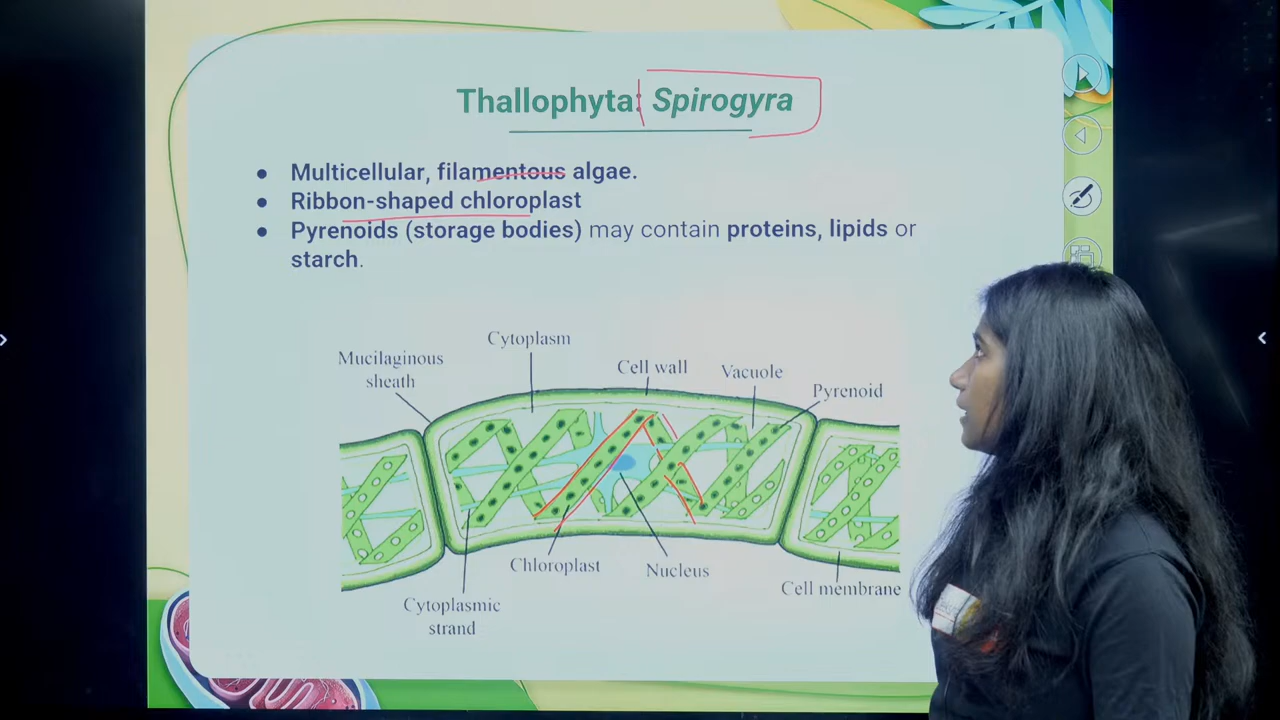 Thallophyta: Spirogyra
● Multicellular, filamentous algae.
● Ribbon-shaped chloroplast
● Pyrenoids (storage bodies) may contain proteins, lipids or
starch.
Cytoplasm
Mucilaginous
sheath
Cell wall
Vacuole
Pyrenoid
Chloroplast
Nucleus
Cell membrane
Cytoplasmic
strand